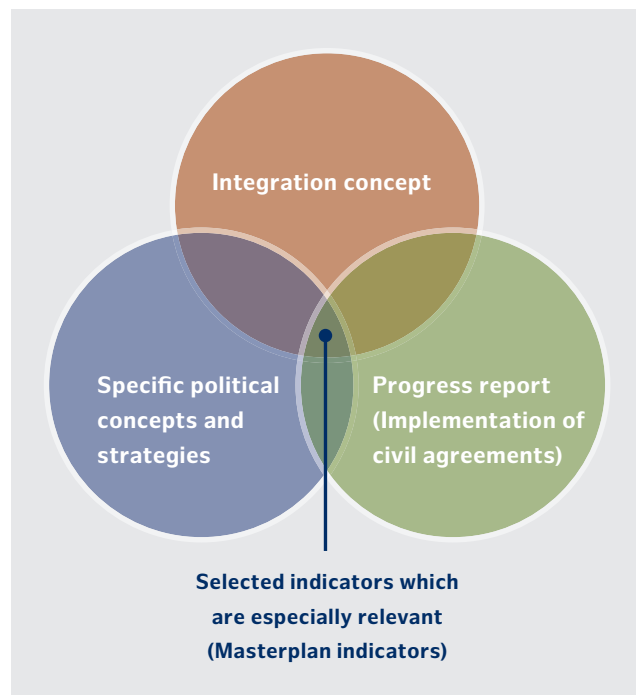 Integration concept
Specific political
concepts and
strategies
Progress report
(Implementation of
civil agreements)
Selected indicators which
are especially relevant
(Masterplan indicators)